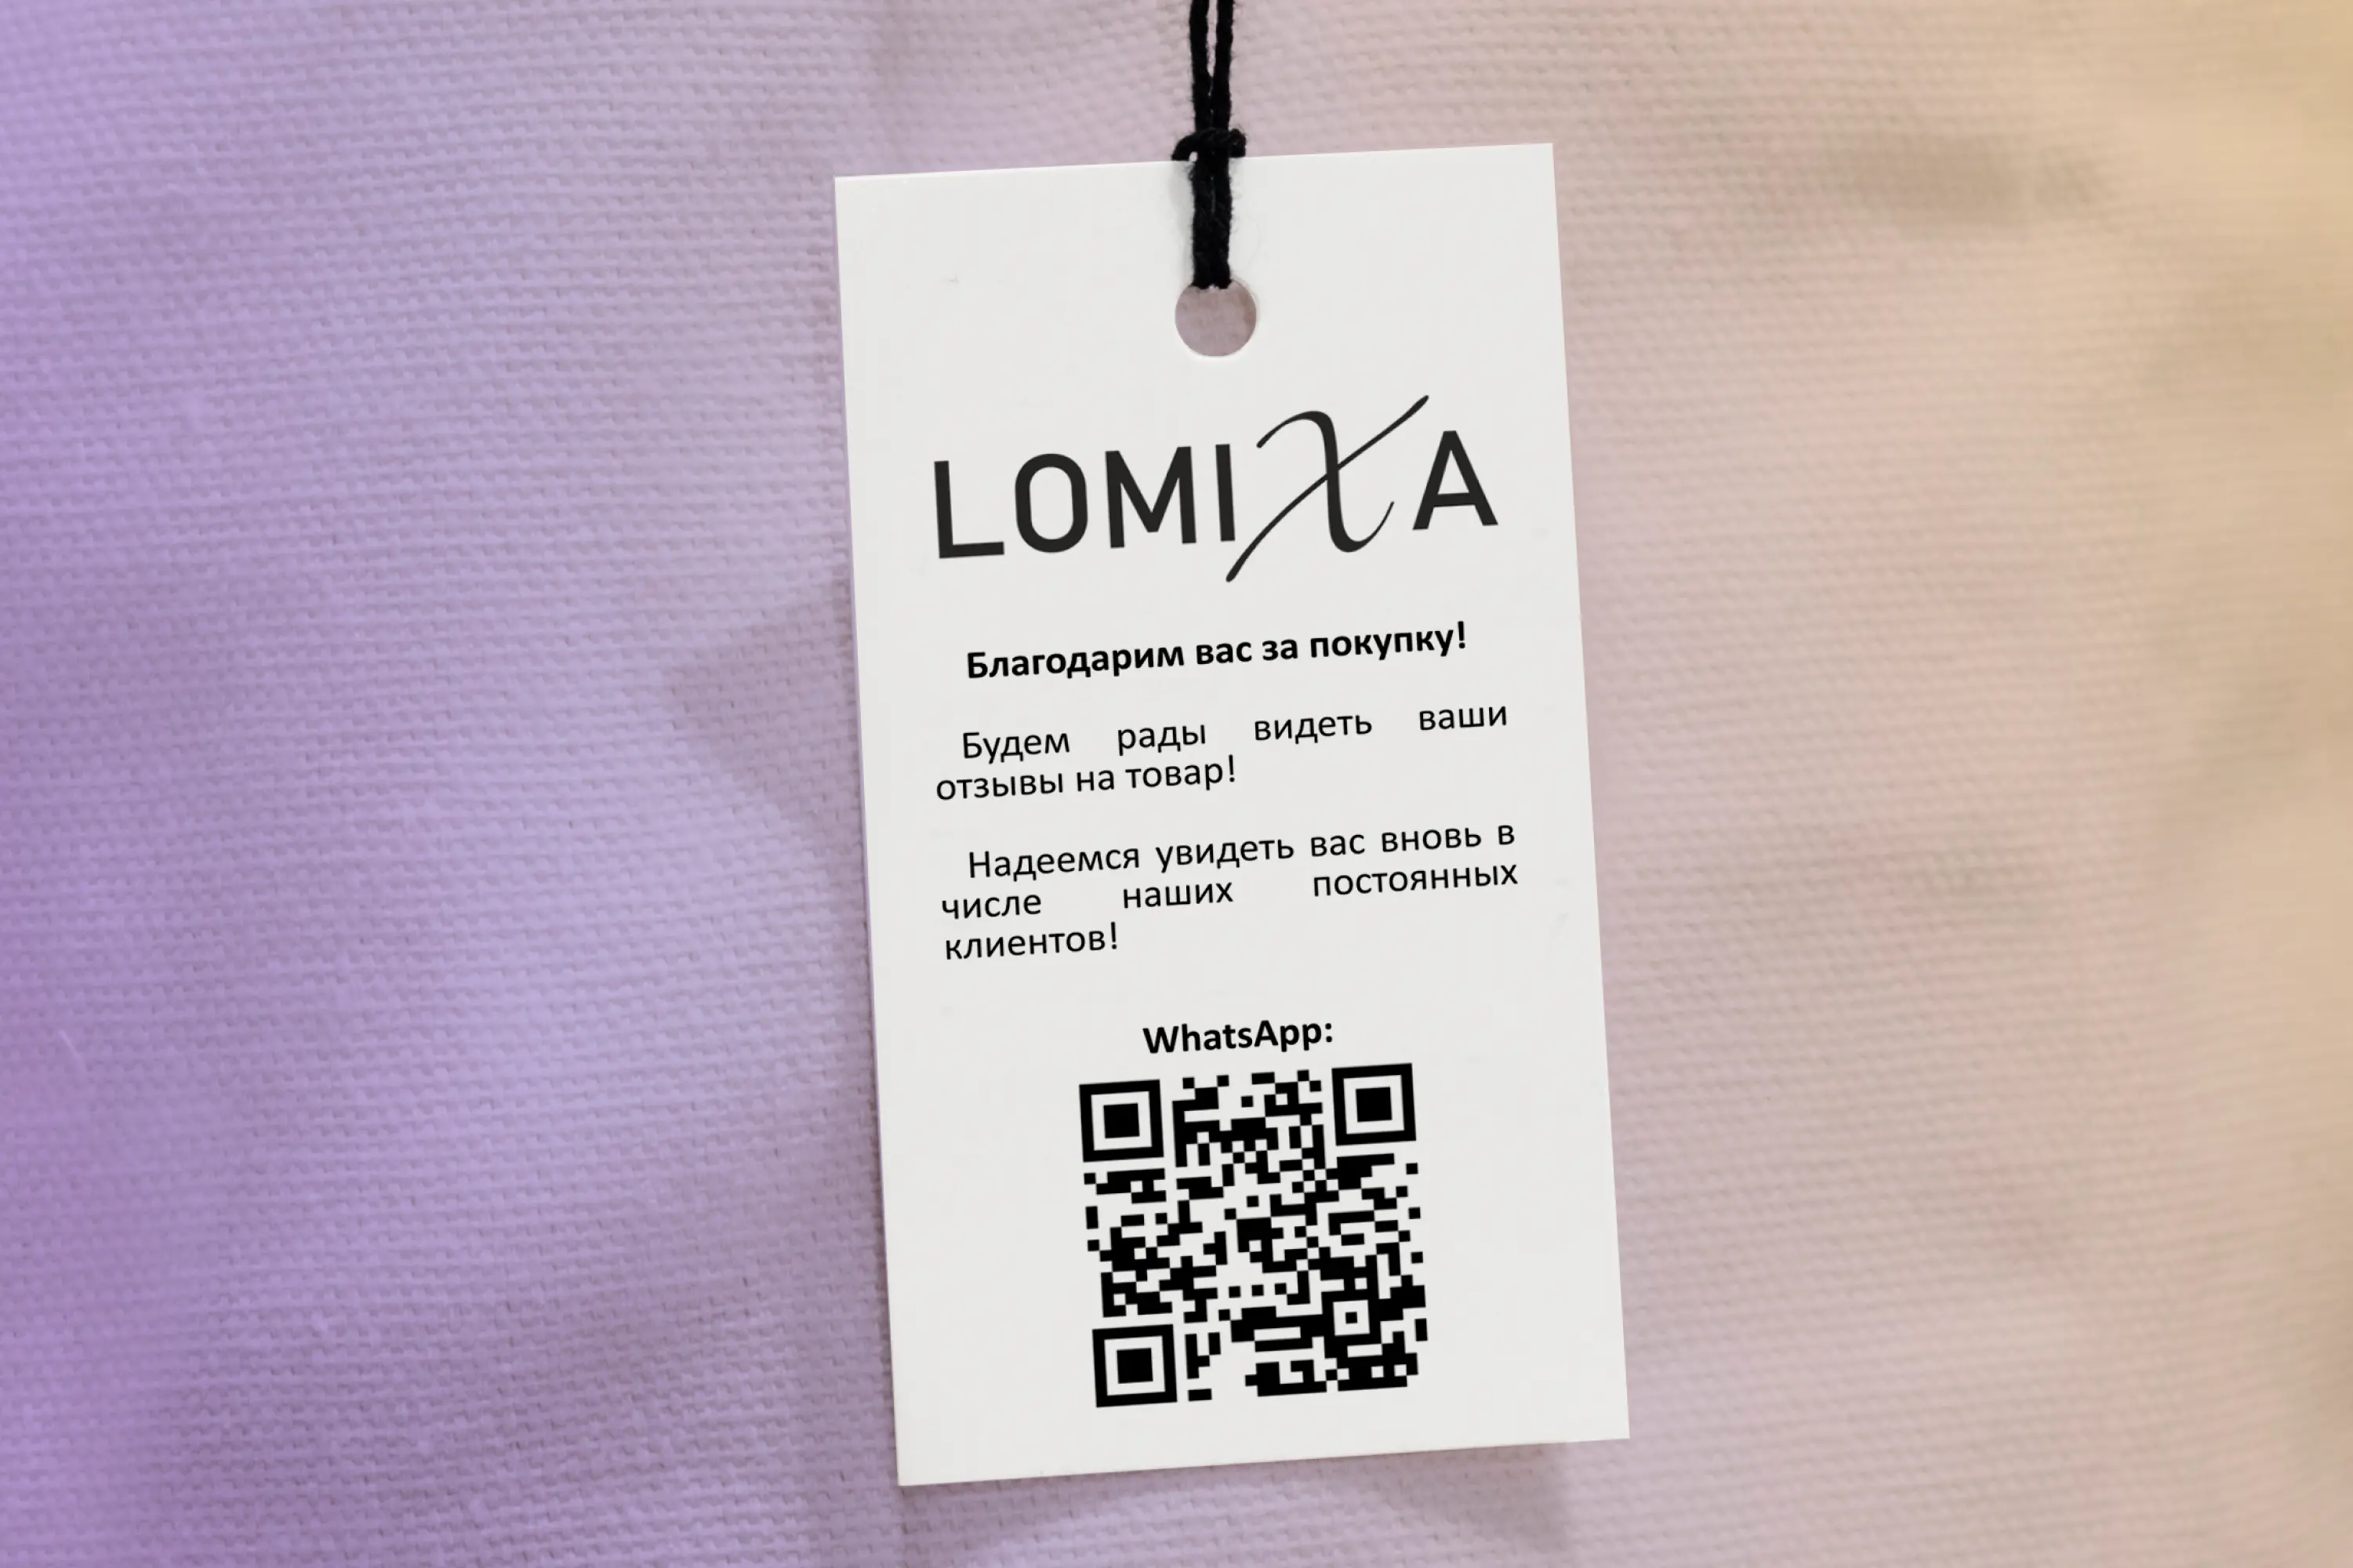 LOMIXA
Благодарим вас за покупку!
Будем рады видеть ваши
отзывы на товар!
Надеемся увидеть вас вновь в
числе наших постоянных
клиентов!
WhatsApp: